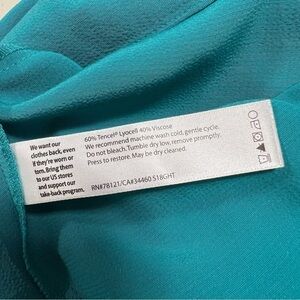 We want our
clothes back, even
if they're worn or
torn. Bring them
to our US stores
and support our
take-back program.
60% Tencel® Lyocell 40% Viscose
We recommend machine wash cold, gentle cycle.
Do not bleach. Tumble dry low, remove promptly.
Press to restore. May be dry cleaned.
RN#78121/CA#34460 S18GHT